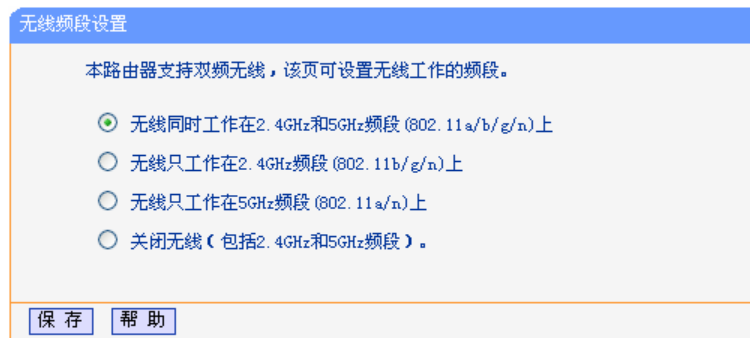 无线频段设置
本路由器支持双频无线，该页可设置无线工作的频段。
无线同时工作在2.4GHz和5GHz频段(802.11a/b/g/n)上
无线只工作在2.4GHz频段(802.11b/g/n)上
无线只工作在5GHz频段(802.11a/n)上
关闭无线(包括2.4GHz和5GHz频段)。
保 存 帮 助